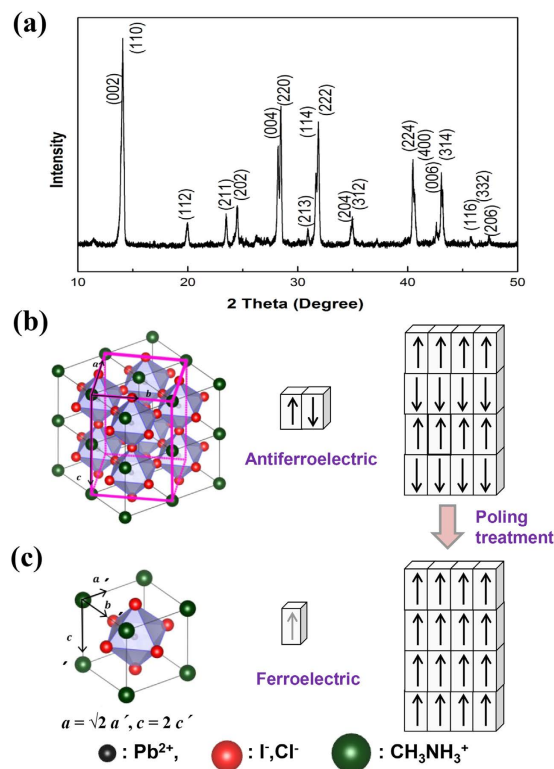 (a)
(002)
(110)
(112)
(211)
(202)
(004)
(220)
(213)
(114)
(222)
(204)
(312)
(224)
(400)
(006)
(314)
(116)
(332)
(206)
Intensity
10 20 30 40 50
2 Theta (Degree)
(b)
a
b
c
Antiferroelectric
Poling
treatment
(c)
a ´
b ´
c ´
Ferroelectric
a = √2 a´, c = 2 c´
: Pb²⁺, : I⁻,Cl⁻ : CH₃NH₃⁺